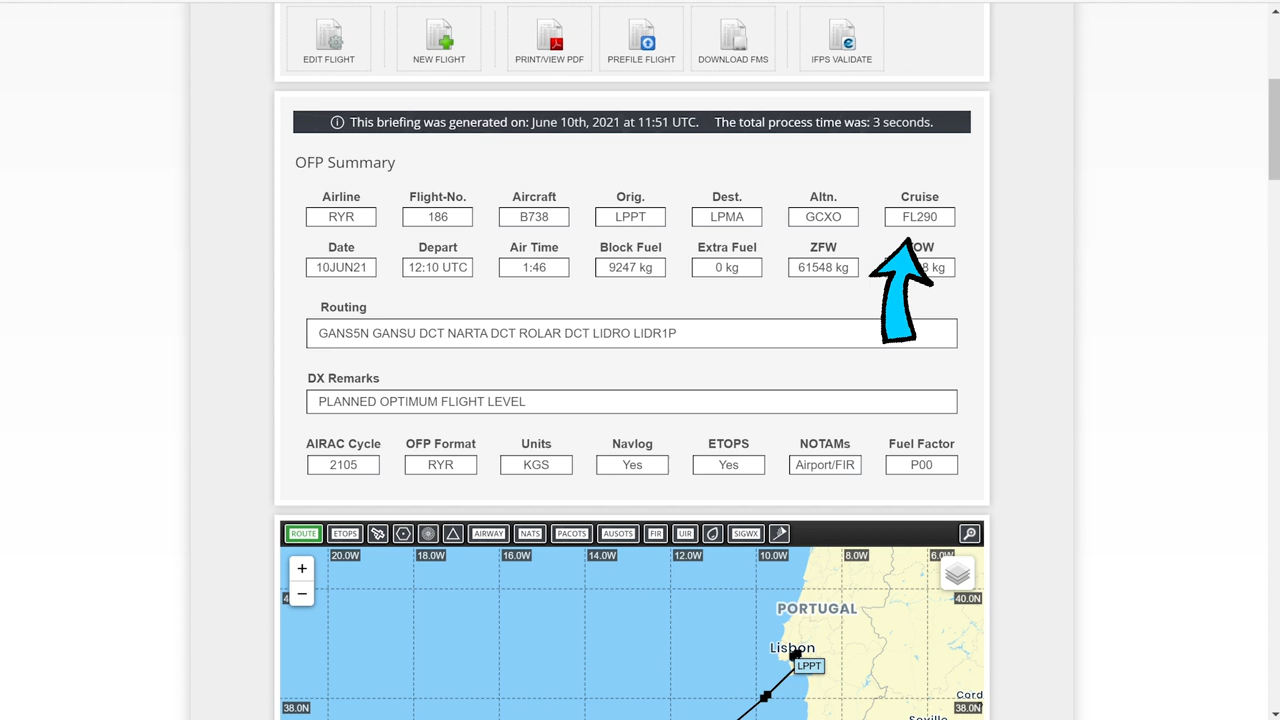 EDIT FLIGHT NEW FLIGHT PRINT/VIEW PDF PREFILE FLIGHT DOWNLOAD FMS IFPS VALIDATE
This briefing was generated on: June 10th, 2021 at 11:51 UTC. The total process time was: 3 seconds.
OFP Summary
Airline Flight-No. Aircraft Orig. Dest. Altn. Cruise
RYR 186 B738 LPPT LPMA GCXO FL290
Date Depart Air Time Block Fuel Extra Fuel ZFW
10JUN21 12:10 UTC 1:46 9247 kg 0 kg 61548 kg kg
Routing
GANS5N GANSU DCT NARTA DCT ROLAR DCT LIDRO LIDR1P
DX Remarks
PLANNED OPTIMUM FLIGHT LEVEL
AIRAC Cycle OFP Format Units Navlog ETOPS NOTAMs Fuel Factor
2105 RYR KGS Yes Yes Airport/FIR P00
ROUTE ETOPS AIRWAY NATS PACOTS AUSOTS FIR UIR SIGWX
20.0W 18.0W 16.0W 14.0W 12.0W 10.0W 8.0W 6.0W
+
−
40.0N
PORTUGAL
Lisbon
LPPT
Cord
38.0N 38.0N